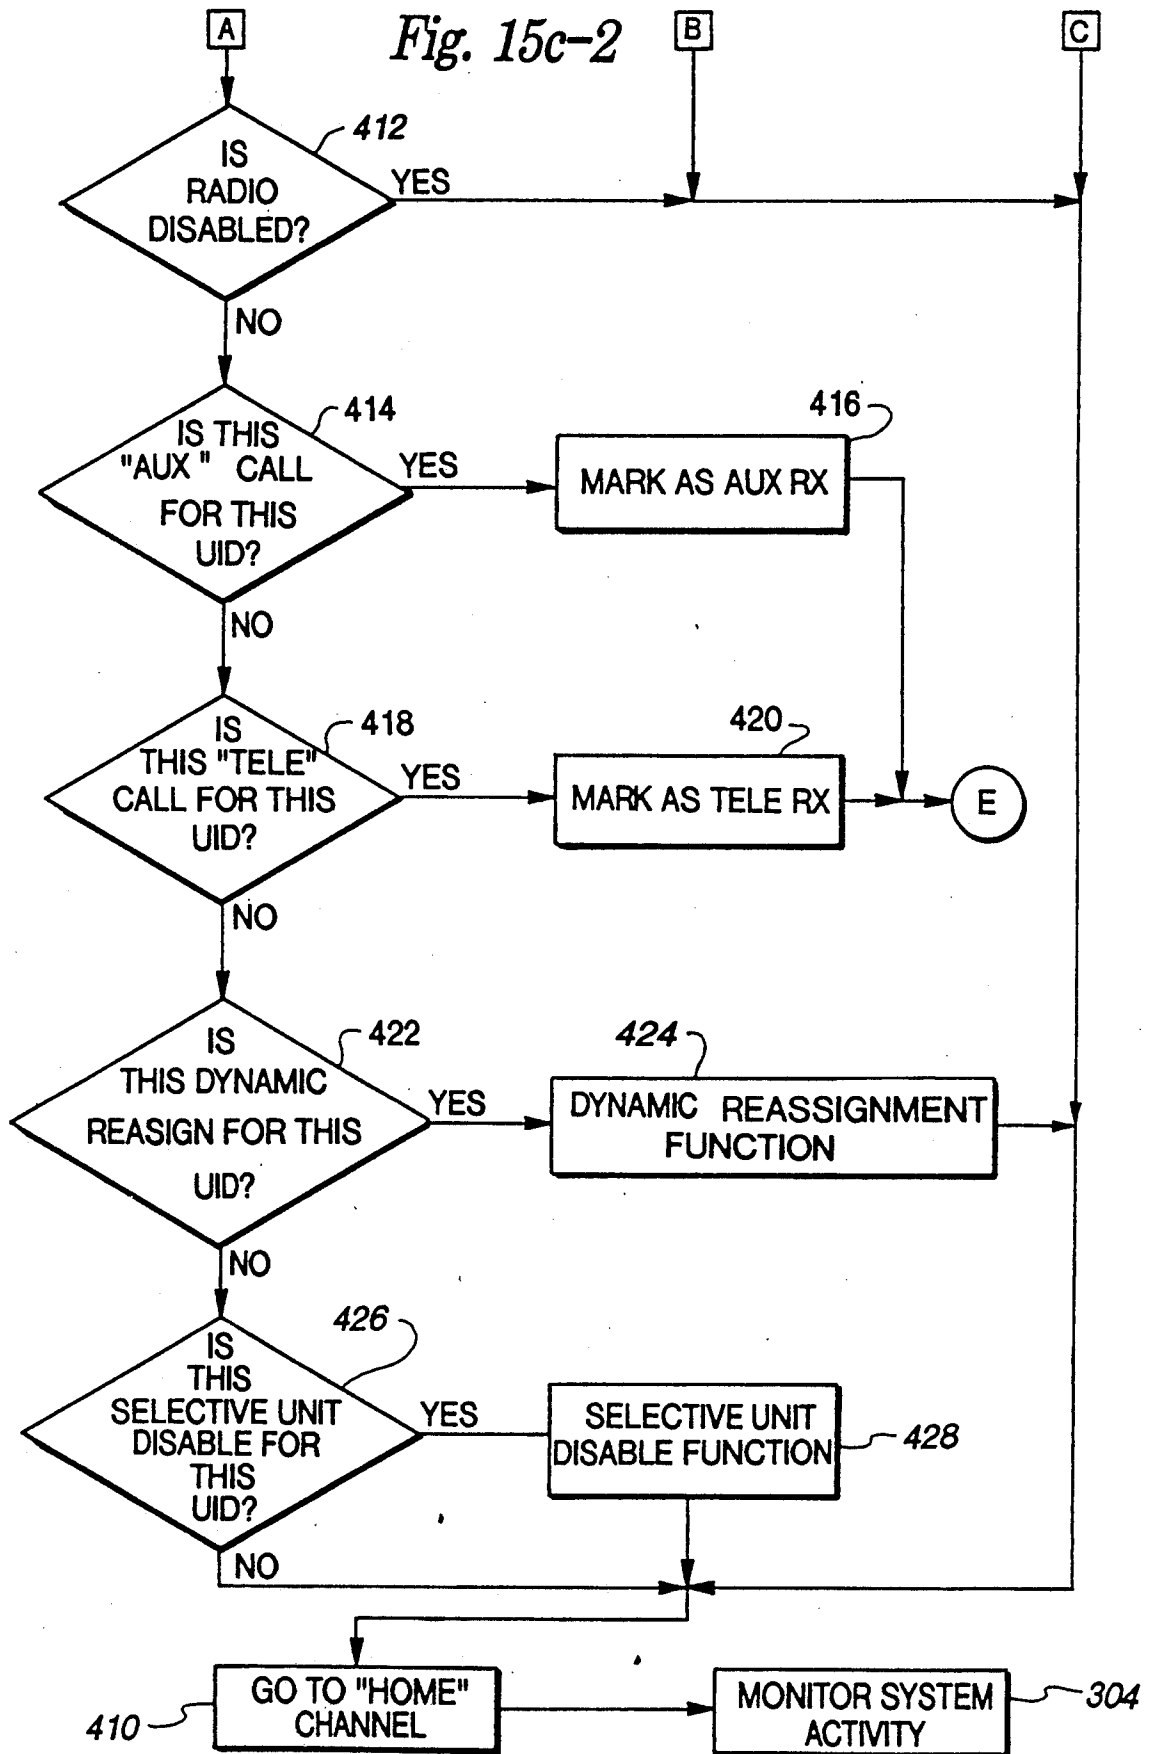 A
Fig. 15c-2
B
C
412
IS
RADIO
DISABLED?
YES
NO
414
IS THIS
"AUX" CALL
FOR THIS
UID?
YES
416
MARK AS AUX RX
NO
418
IS
THIS "TELE"
CALL FOR THIS
UID?
YES
420
MARK AS TELE RX
E
NO
422
IS
THIS DYNAMIC
REASIGN FOR THIS
UID?
YES
424
DYNAMIC REASSIGNMENT
FUNCTION
NO
426
IS
THIS
SELECTIVE UNIT
DISABLE FOR
THIS
UID?
YES
SELECTIVE UNIT
DISABLE FUNCTION
428
NO
GO TO "HOME"
CHANNEL
410
MONITOR SYSTEM
ACTIVITY
304